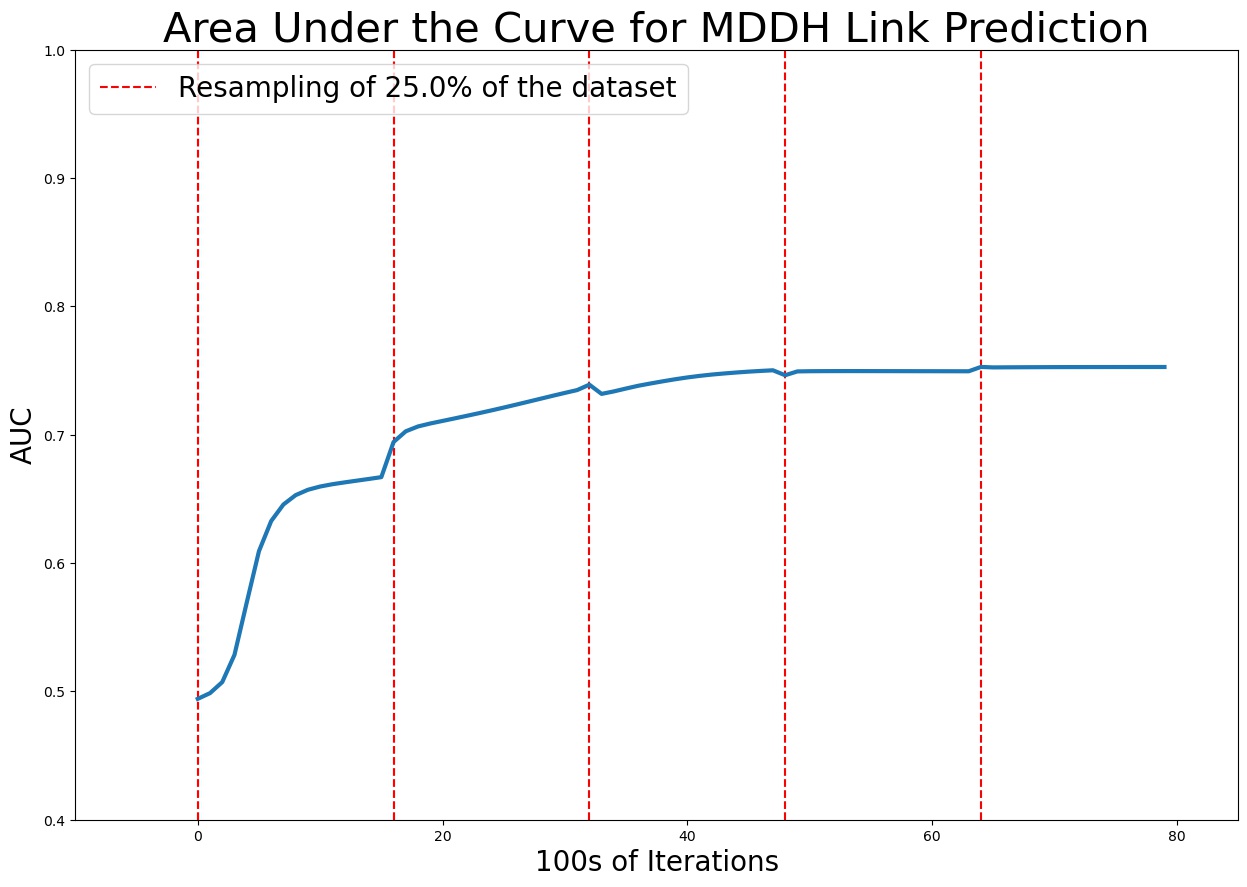 Area Under the Curve for MDDH Link Prediction
1.0
Resampling of 25.0% of the dataset
0.9
0.8
0.7
AUC
0.6
0.5
0.4
0 20 40 60 80
100s of Iterations